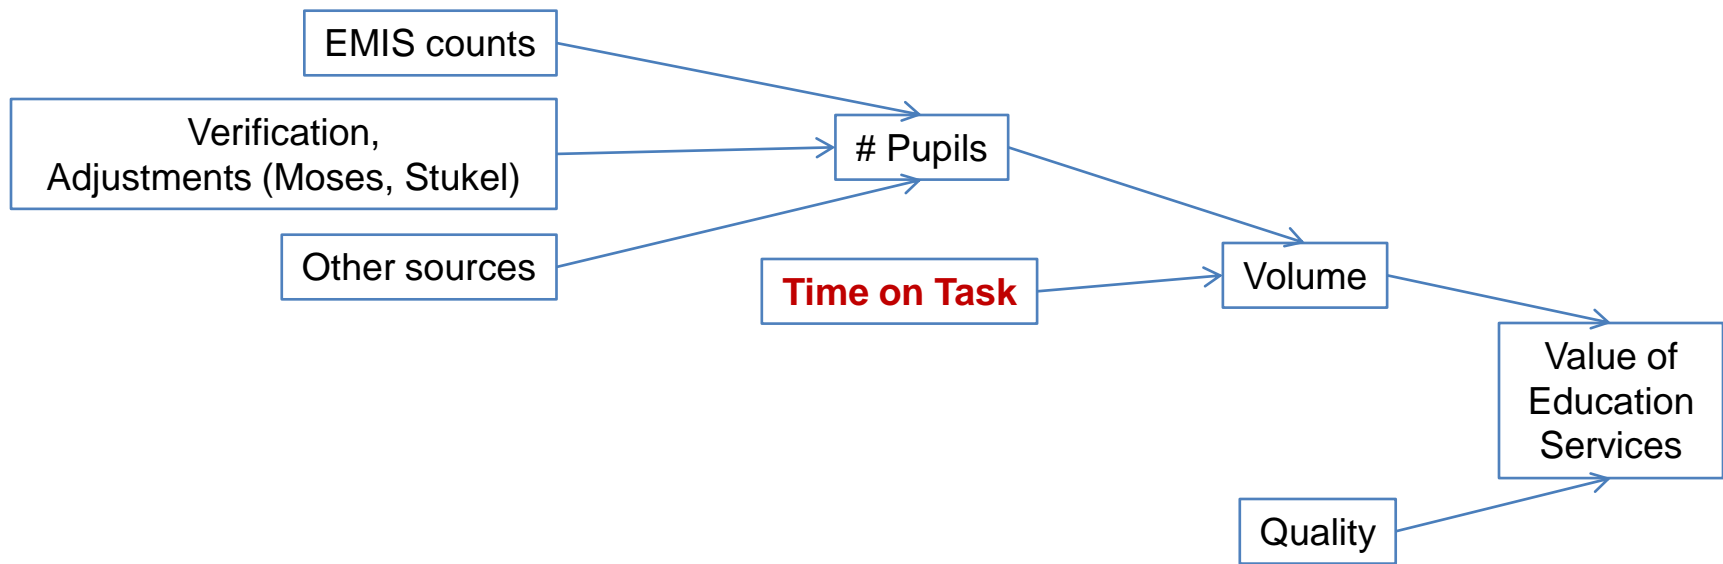 EMIS counts
Verification,
Adjustments (Moses, Stukel)
# Pupils
Other sources
Time on Task
Volume
Value of
Education
Services
Quality